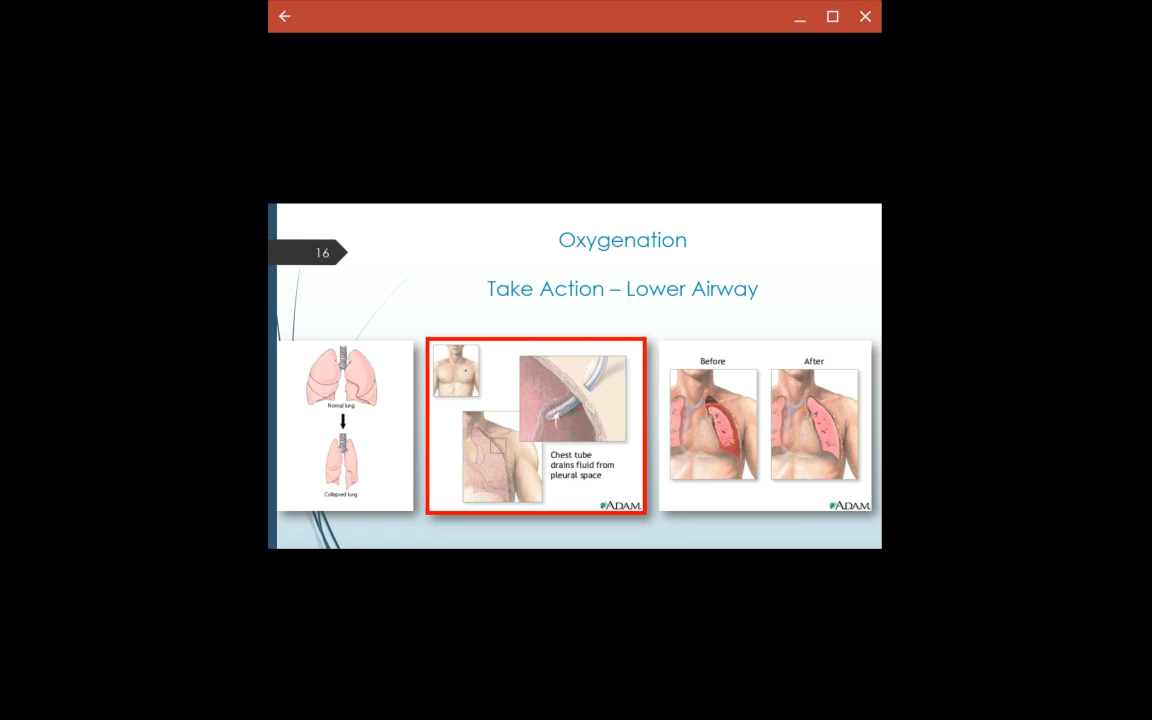 16
Oxygenation
Take Action – Lower Airway
Normal lung
Collapsed lung
Chest tube
drains fluid from
pleural space
ADAM.
Before
After
ADAM.